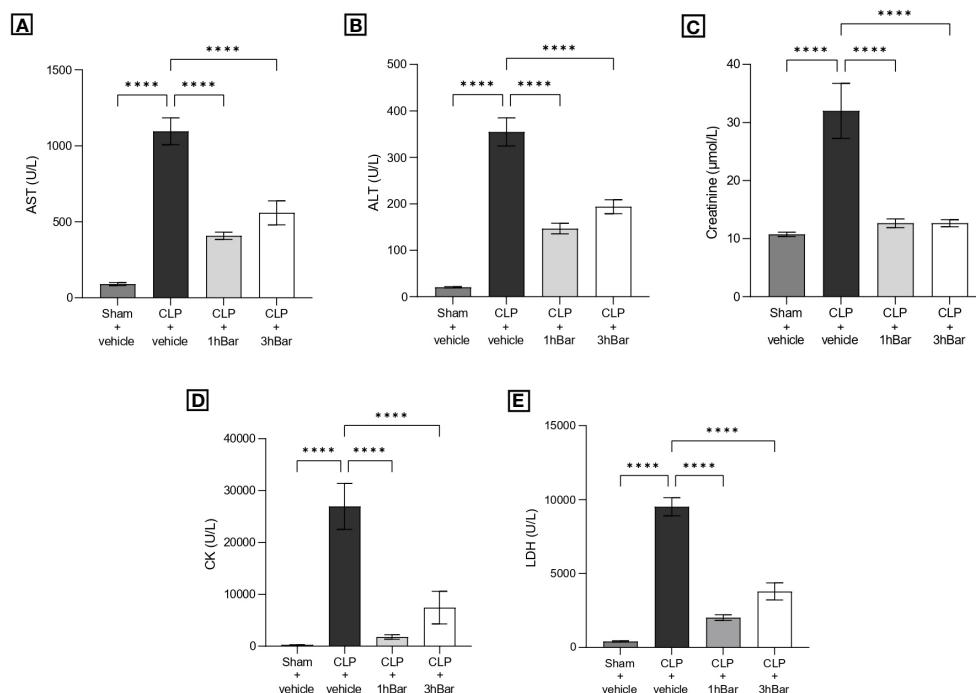 A
****
**** ****
1500
1000
500
0
AST (U/L)
Sham CLP CLP CLP
+ + + +
vehicle vehicle 1hBar 3hBar
B
****
**** ****
500
400
300
200
100
0
ALT (U/L)
Sham CLP CLP CLP
+ + + +
vehicle vehicle 1hBar 3hBar
C
****
**** ****
40
30
20
10
0
Creatinine (μmol/L)
Sham CLP CLP CLP
+ + + +
vehicle vehicle 1hBar 3hBar
D
****
**** ****
40000
30000
20000
10000
0
CK (U/L)
Sham CLP CLP CLP
+ + + +
vehicle vehicle 1hBar 3hBar
E
****
**** ****
15000
10000
5000
0
LDH (U/L)
Sham CLP CLP CLP
+ + + +
vehicle vehicle 1hBar 3hBar